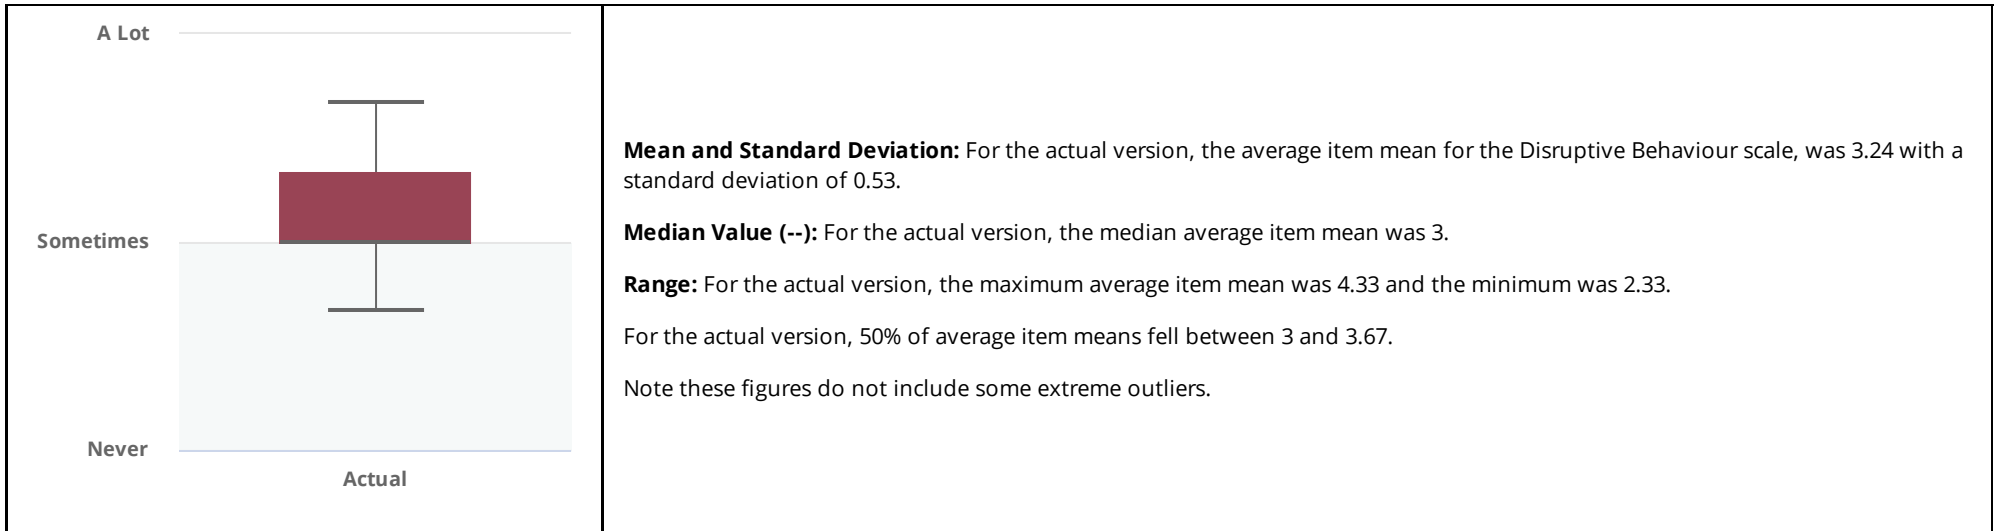 A Lot
Sometimes
Never
Actual
Mean and Standard Deviation: For the actual version, the average item mean for the Disruptive Behaviour scale, was 3.24 with a
standard deviation of 0.53.
Median Value (--): For the actual version, the median average item mean was 3.
Range: For the actual version, the maximum average item mean was 4.33 and the minimum was 2.33.
For the actual version, 50% of average item means fell between 3 and 3.67.
Note these figures do not include some extreme outliers.